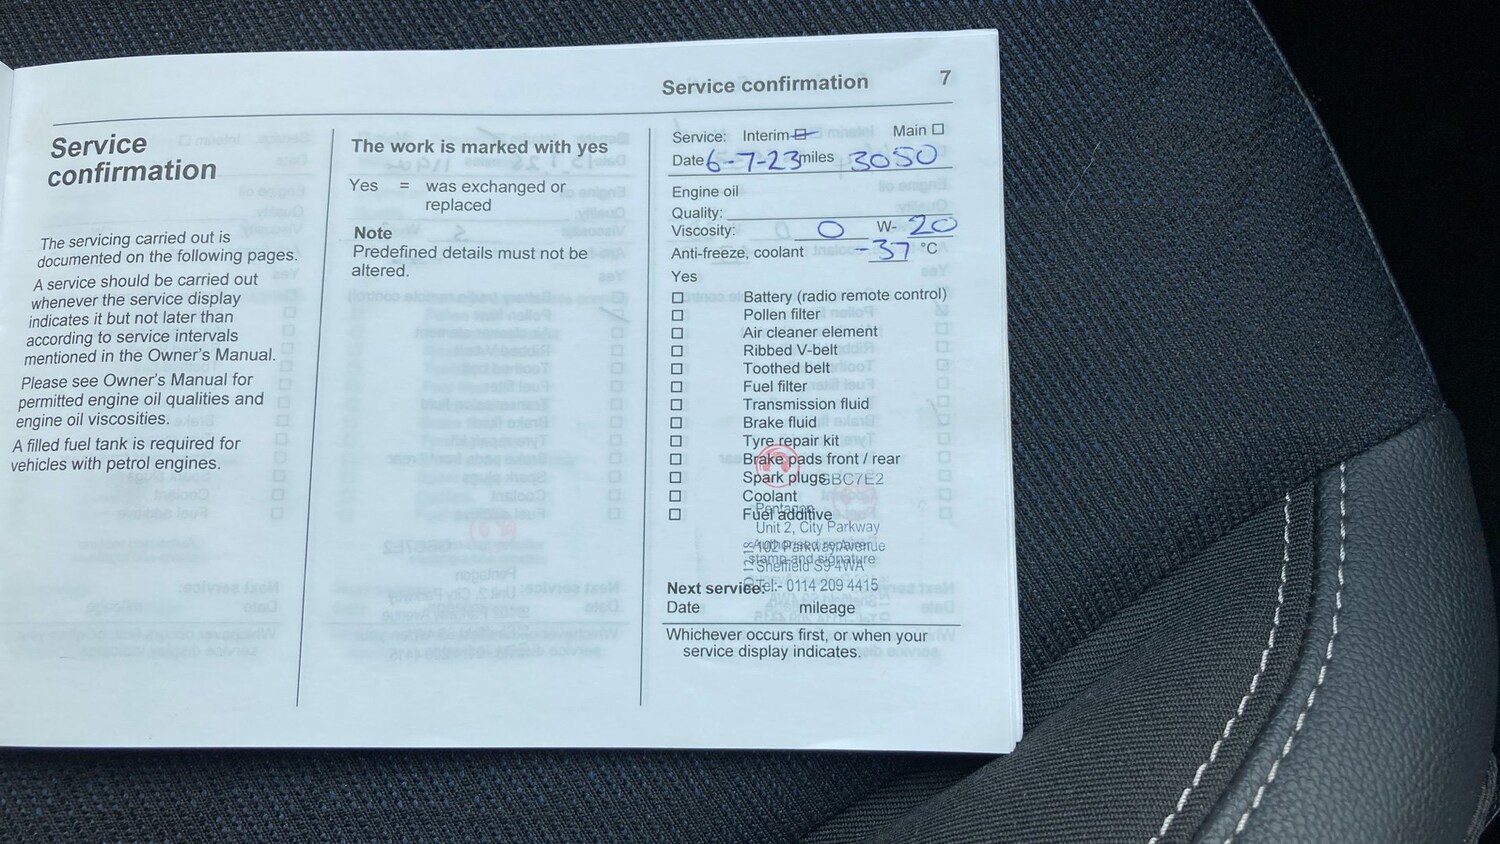 Service confirmation 7
Service
confirmation
The servicing carried out is
documented on the following pages.
A service should be carried out
whenever the service display
indicates it but not later than
according to service intervals
mentioned in the Owner's Manual.
Please see Owner's Manual for
permitted engine oil qualities and
engine oil viscosities.
A filled fuel tank is required for
vehicles with petrol engines.
The work is marked with yes
Yes = was exchanged or
replaced
Note
Predefined details must not be
altered.
Service: Interim Main
Date 6-7-23 miles 3050
Engine oil
Quality:
Viscosity: 0 W- 20
Anti-freeze, coolant -37 °C
Yes
Battery (radio remote control)
Pollen filter
Air cleaner element
Ribbed V-belt
Toothed belt
Fuel filter
Transmission fluid
Brake fluid
Tyre repair kit
Brake pads front / rear
Spark plugs GBC7E2
Coolant
Pentagon
Fuel additive
Unit 2, City Parkway
102 Parkway Avenue
stamp and signature
Sheffield S9 4WA
Tel:- 0114 209 4415
Next service:
Date mileage
Whichever occurs first, or when your
service display indicates.